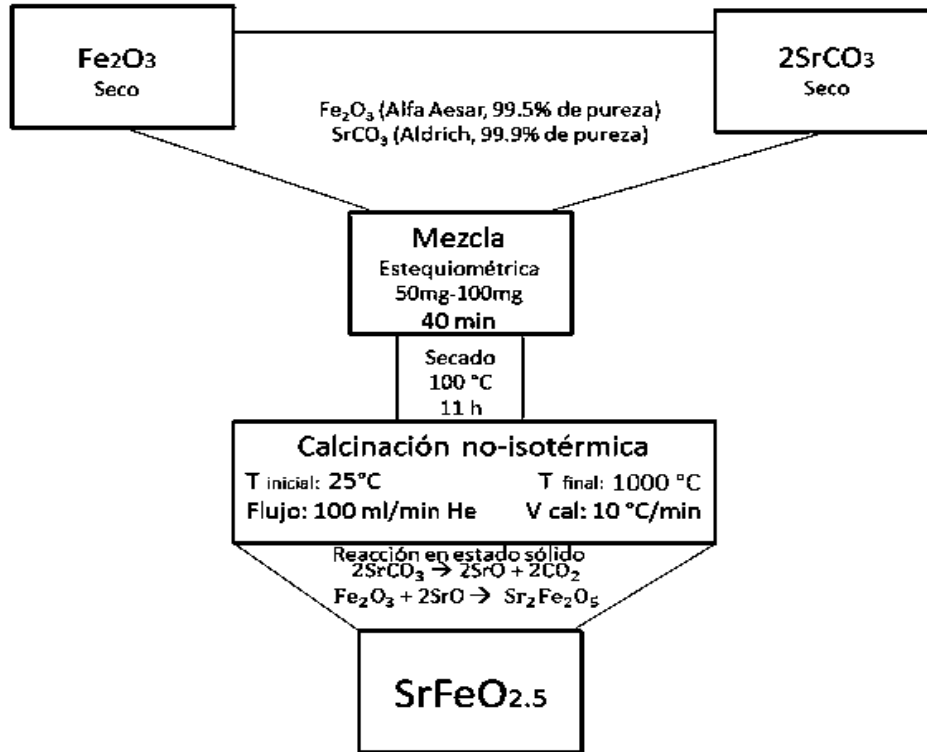 Fe₂O₃
Seco
2SrCO₃
Seco
Fe₂O₃ (Alfa Aesar, 99.5% de pureza)
SrCO₃ (Aldrich, 99.9% de pureza)
Mezcla
Estequiométrica
50mg-100mg
40 min
Secado
100 °C
11 h
Calcinación no-isotérmica
T inicial: 25°C
T final: 1000 °C
Flujo: 100 ml/min He
V cal: 10 °C/min
Reacción en estado sólido
2SrCO₃ → 2SrO + 2CO₂
Fe₂O₃ + 2SrO → Sr₂Fe₂O₅
SrFeO₂.₅